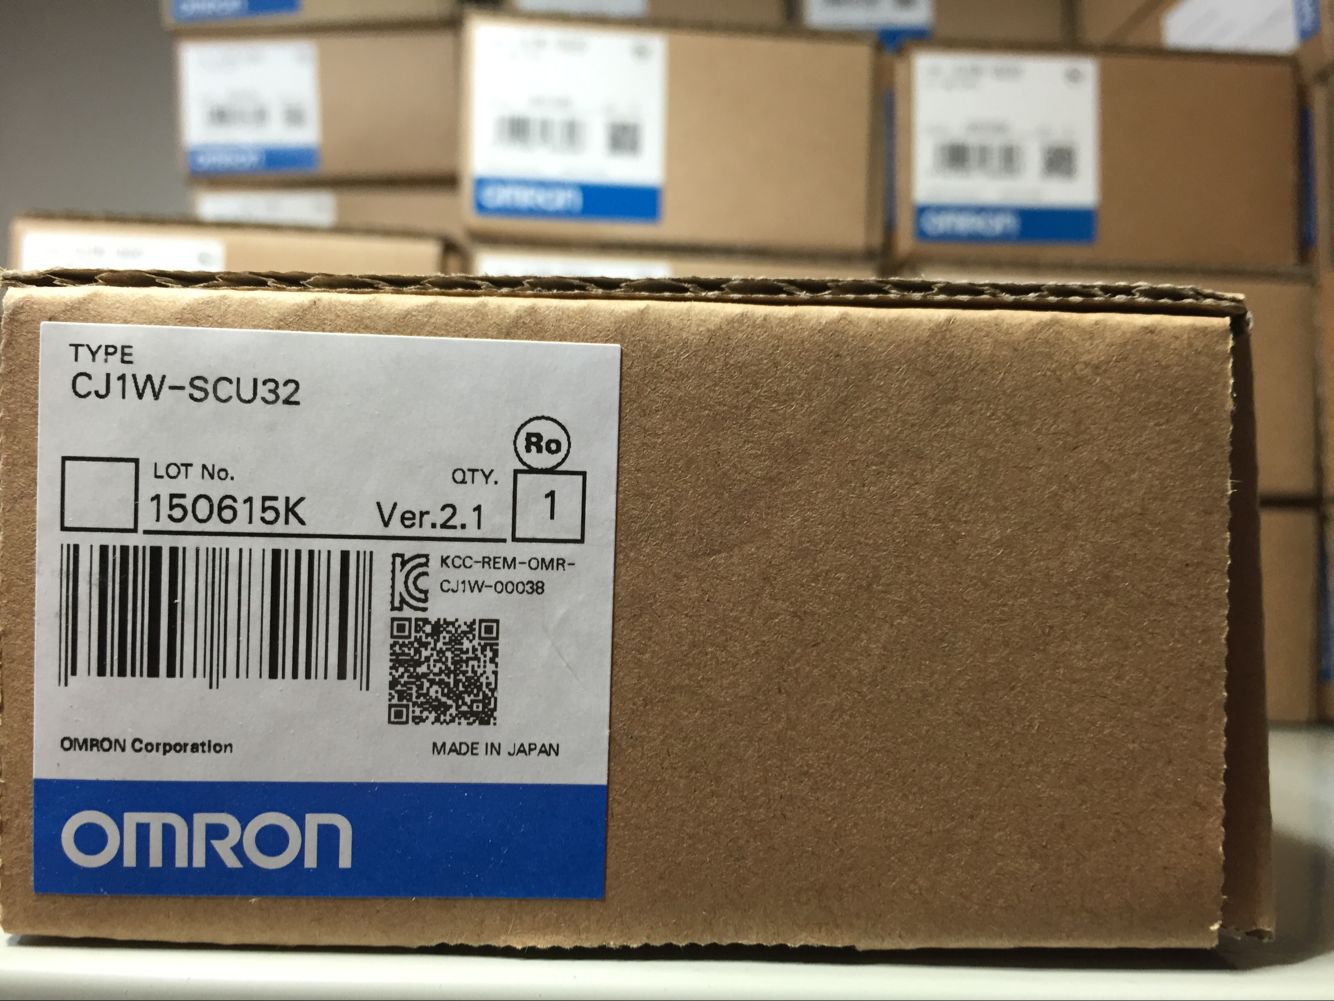 TYPE
CJ1W-SCU32
Ro
LOT No.
QTY.
150615K
Ver.2.1
1
KCC-REM-OMR-
CJ1W-00038
OMRON Corporation
MADE IN JAPAN
OMRON
OMRON
OMRON
OMRON